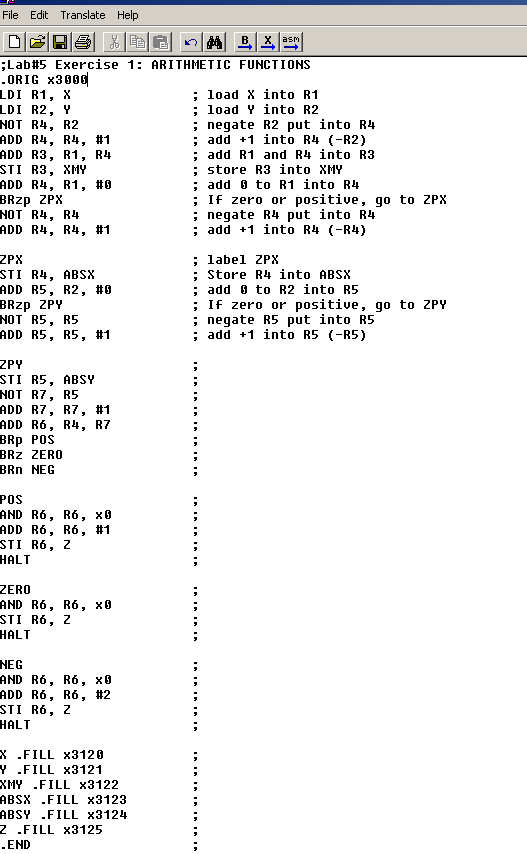 File Edit Translate Help
B X asm
;Lab#5 Exercise 1: ARITHMETIC FUNCTIONS
.ORIG x3000
LDI R1, X ; load X into R1
LDI R2, Y ; load Y into R2
NOT R4, R2 ; negate R2 put into R4
ADD R4, R4, #1 ; add +1 into R4 (-R2)
ADD R3, R1, R4 ; add R1 and R4 into R3
STI R3, XMY ; store R3 into XMY
ADD R4, R1, #0 ; add 0 to R1 into R4
BRzp ZPX ; If zero or positive, go to ZPX
NOT R4, R4 ; negate R4 put into R4
ADD R4, R4, #1 ; add +1 into R4 (-R4)
ZPX ; label ZPX
STI R4, ABSX ; Store R4 into ABSX
ADD R5, R2, #0 ; add 0 to R2 into R5
BRzp ZPY ; If zero or positive, go to ZPY
NOT R5, R5 ; negate R5 put into R5
ADD R5, R5, #1 ; add +1 into R5 (-R5)
ZPY ;
STI R5, ABSY ;
NOT R7, R5 ;
ADD R7, R7, #1 ;
ADD R6, R4, R7 ;
BRp POS ;
BRz ZERO ;
BRn NEG ;
POS ;
AND R6, R6, x0 ;
ADD R6, R6, #1 ;
STI R6, Z ;
HALT ;
ZERO ;
AND R6, R6, x0 ;
STI R6, Z ;
HALT ;
NEG ;
AND R6, R6, x0 ;
ADD R6, R6, #2 ;
STI R6, Z ;
HALT ;
X .FILL x3120 ;
Y .FILL x3121 ;
XMY .FILL x3122 ;
ABSX .FILL x3123 ;
ABSY .FILL x3124 ;
Z .FILL x3125 ;
.END ;